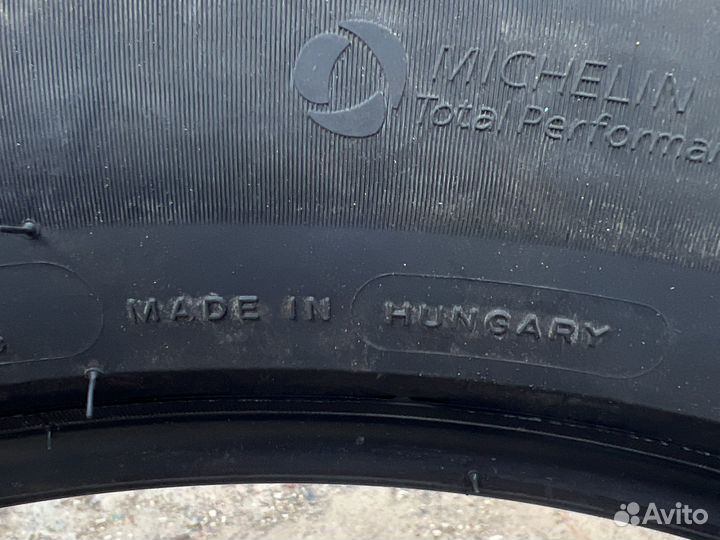 MICHELIN
Total Performan
MADE IN HUNGARY
Avito